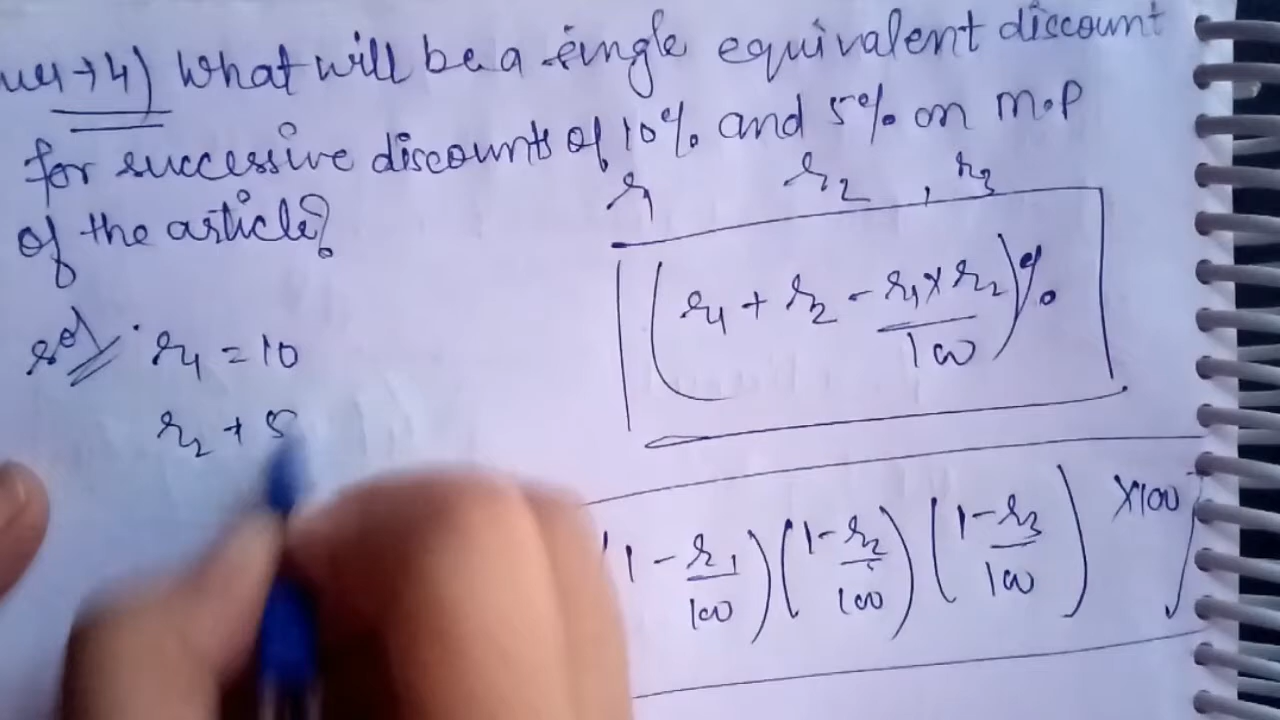 What will be a single equivalent discount
for successive discounts of 10% and 5% on M.P
of the article?
r1 r2 , r3
(r1 + r2 - r1 × r2 / 100)%
sol r1 = 10
r2 + 5
1 - r1 / 100) (1 - r2 / 100) (1 - r3 / 100) × 100